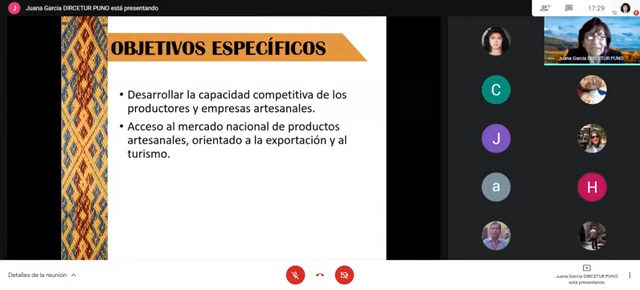 J Juana Garcia DIRCETUR PUNO está presentando
17:29
OBJETIVOS ESPECÍFICOS
• Desarrollar la capacidad competitiva de los
productores y empresas artesanales.
• Acceso al mercado nacional de productos
artesanales, orientado a la exportación y al
turismo.
Juana Garcia DIRCETUR PUNO
C
J
a
H
Detalles de la reunión
Juana Garcia DIRCETUR PUNO
está presentando